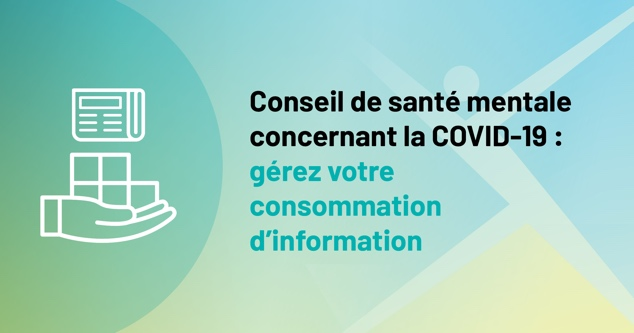 Conseil de santé mentale
concernant la COVID-19 :
gérez votre
consommation
d’information